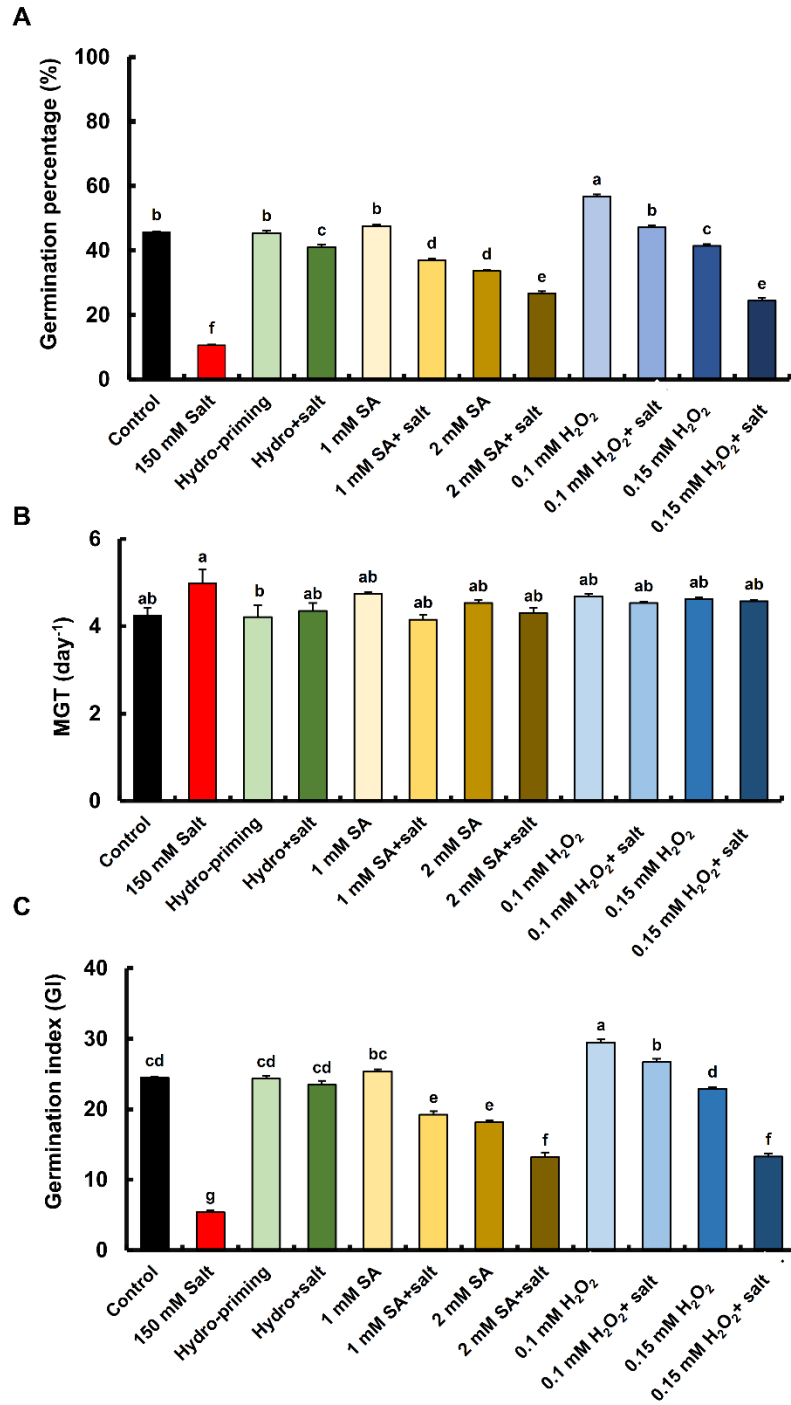 A
Germination percentage (%)
100
80
60
40
20
0
b
f
b
c
b
d
d
e
a
b
c
e
Control
150 mM Salt
Hydro-priming
Hydro+salt
1 mM SA
1 mM SA+ salt
2 mM SA
2 mM SA+ salt
0.1 mM H₂O₂
0.1 mM H₂O₂+ salt
0.15 mM H₂O₂
0.15 mM H₂O₂+ salt
B
MGT (day⁻¹)
6
4
2
0
ab
a
b
ab
ab
ab
ab
ab
ab
ab
ab
ab
Control
150 mM Salt
Hydro-priming
Hydro+salt
1 mM SA
1 mM SA+salt
2 mM SA
2 mM SA+salt
0.1 mM H₂O₂
0.1 mM H₂O₂+ salt
0.15 mM H₂O₂
0.15 mM H₂O₂+ salt
C
Germination index (GI)
40
30
20
10
0
cd
g
cd
cd
bc
e
e
f
a
b
d
f
Control
150 mM Salt
Hydro-priming
Hydro+salt
1 mM SA
1 mM SA+salt
2 mM SA
2 mM SA+salt
0.1 mM H₂O₂
0.1 mM H₂O₂+ salt
0.15 mM H₂O₂
0.15 mM H₂O₂+ salt